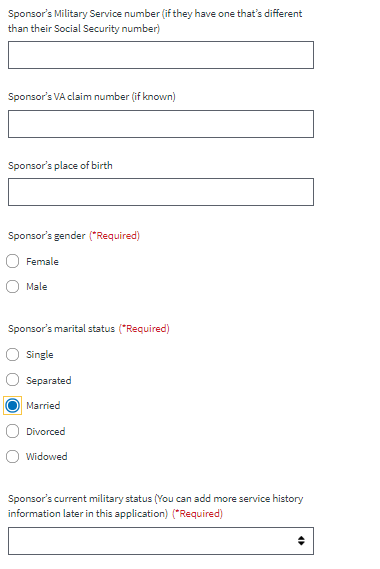 Sponsor's Military Service number (if they have one that's different
than their Social Security number)
Sponsor's VA claim number (if known)
Sponsor's place of birth
Sponsor's gender (*Required)
Female
Male
Sponsor's marital status (*Required)
Single
Separated
Married
Divorced
Widowed
Sponsor's current military status (You can add more service history
information later in this application) (*Required)